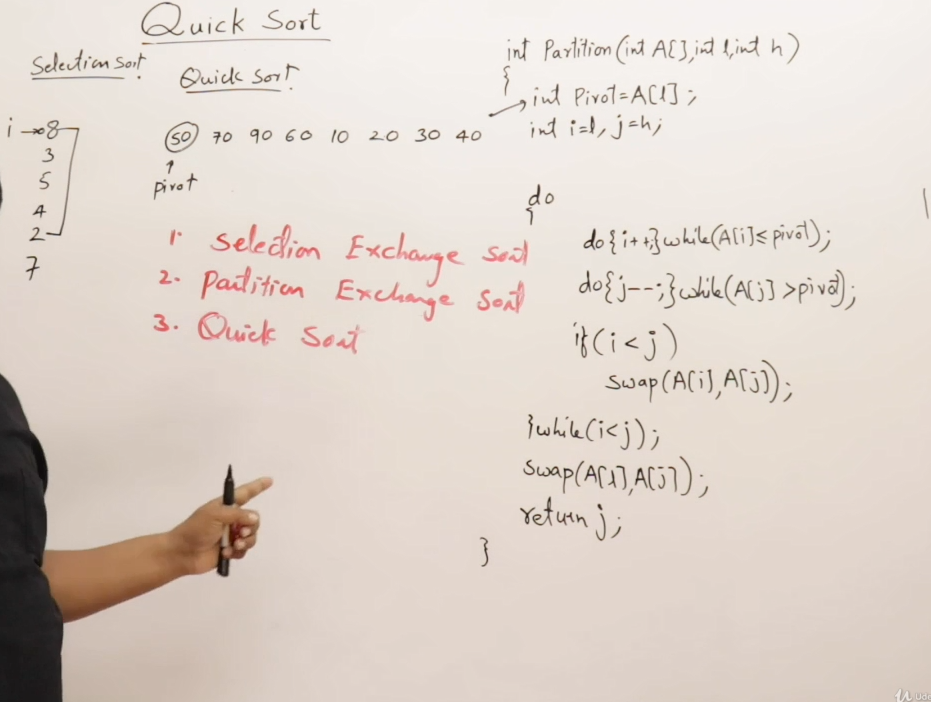 Quick Sort
Selection Sort
i → 8
3
5
4
2
7
Quick Sort
50 70 90 60 10 20 30 40
↑
pivot
1. Selection Exchange Sort
2. Partition Exchange Sort
3. Quick Sort
int Partition(int A[],int l,int h)
{
int Pivot=A[l];
int i=l, j=h;
do
{
do{i++;}while(A[i]≤pivot);
do{j--;}while(A[j]>pivot);
if(i<j)
swap(A[i],A[j]);
}while(i<j);
swap(A[l],A[j]);
return j;
}